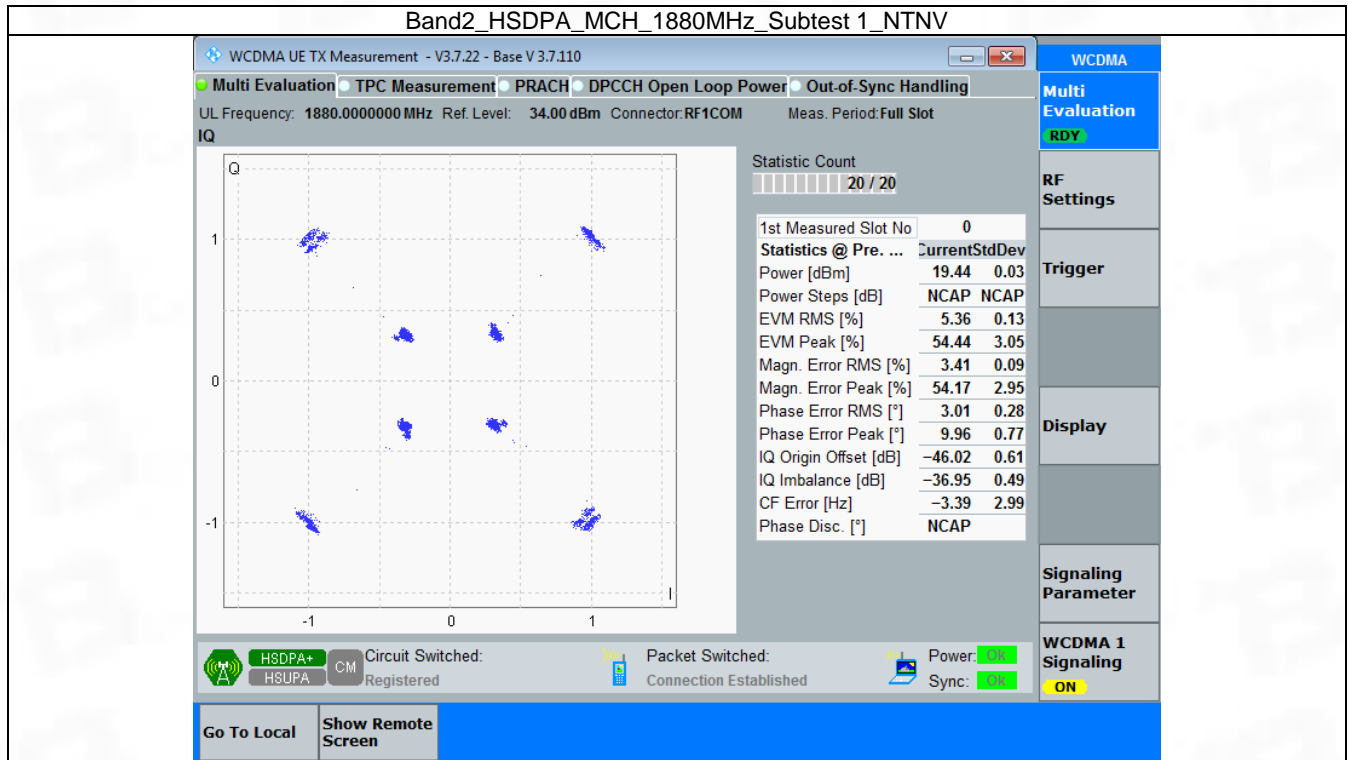 Band2_HSDPA_MCH_1880MHz_Subtest 1_NTNV
WCDMA UE TX Measurement - V3.7.22 - Base V 3.7.110
WCDMA
Multi Evaluation TPC Measurement PRACH DPCCH Open Loop Power Out-of-Sync Handling
Multi
Evaluation
RDY
UL Frequency: 1880.0000000 MHz Ref. Level: 34.00 dBm Connector: RF1COM Meas. Period: Full Slot
IQ
Q
1
0
-1
I
-1 0 1
Statistic Count
20 / 20
1st Measured Slot No 0
Statistics @ Pre. ... Current StdDev
Power [dBm] 19.44 0.03
Power Steps [dB] NCAP NCAP
EVM RMS [%] 5.36 0.13
EVM Peak [%] 54.44 3.05
Magn. Error RMS [%] 3.41 0.09
Magn. Error Peak [%] 54.17 2.95
Phase Error RMS [°] 3.01 0.28
Phase Error Peak [°] 9.96 0.77
IQ Origin Offset [dB] −46.02 0.61
IQ Imbalance [dB] −36.95 0.49
CF Error [Hz] −3.39 2.99
Phase Disc. [°] NCAP
RF
Settings
Trigger
Display
Signaling
Parameter
WCDMA 1
Signaling
ON
HSDPA+
HSUPA
CM
Circuit Switched:
Registered
Packet Switched:
Connection Established
Power: Ok
Sync: Ok
Go To Local
Show Remote
Screen